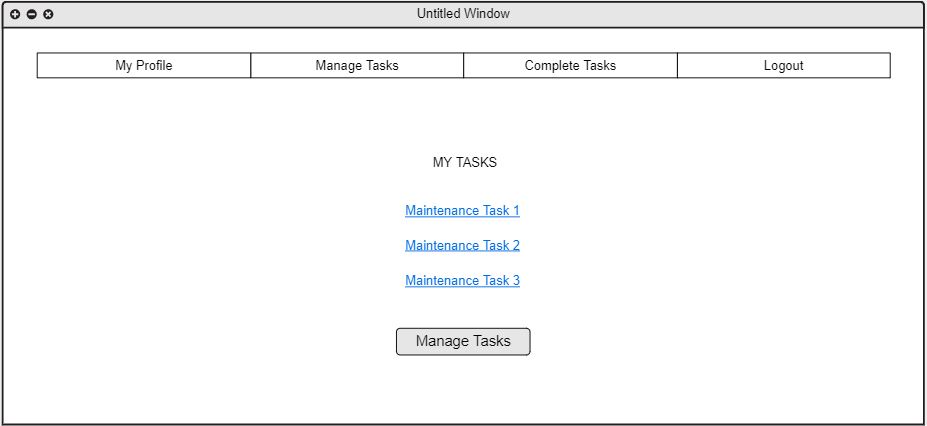 Untitled Window
My Profile Manage Tasks Complete Tasks Logout
MY TASKS
Maintenance Task 1
Maintenance Task 2
Maintenance Task 3
Manage Tasks